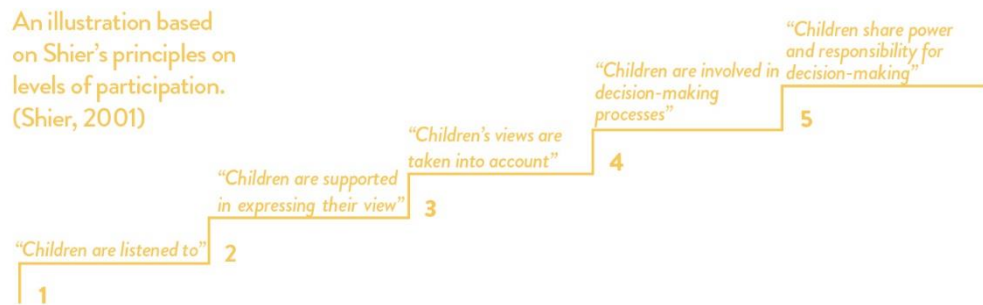 An illustration based
on Shier's principles on
levels of participation.
(Shier, 2001)
“Children are listened to”
1
“Children are supported
in expressing their view”
2
“Children’s views are
taken into account”
3
“Children are involved in
decision-making
processes”
4
“Children share power
and responsibility for
decision-making”
5